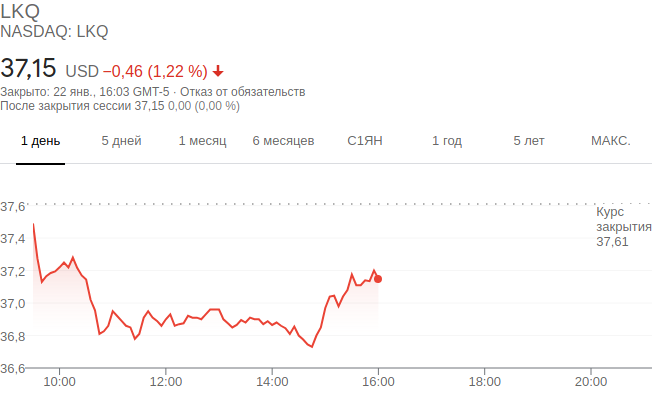 LKQ
NASDAQ: LKQ
37,15 USD −0,46 (1,22 %)
Закрыто: 22 янв., 16:03 GMT-5 · Отказ от обязательств
После закрытия сессии 37,15 0,00 (0,00 %)
1 день 5 дней 1 месяц 6 месяцев С1ЯН 1 год 5 лет МАКС.
37,6
Курс
закрытия
37,61
37,4
37,2
37,0
36,8
36,6
10:00 12:00 14:00 16:00 18:00 20:00